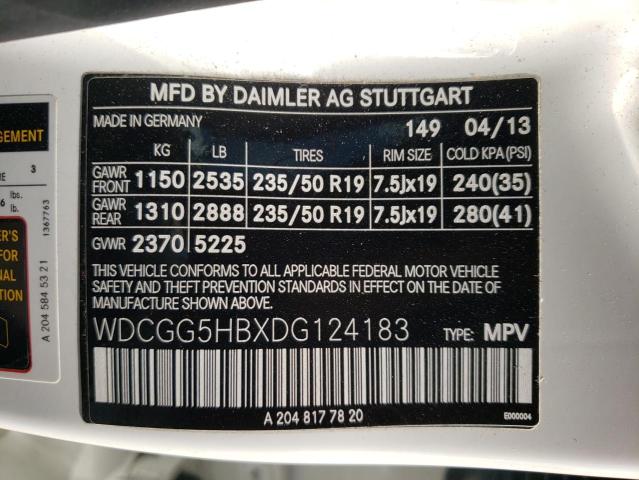 MFD BY DAIMLER AG STUTTGART
MADE IN GERMANY 149 04/13
KG LB TIRES RIM SIZE COLD KPA(PSI)
GAWR FRONT 1150 2535 235/50 R19 7.5Jx19 240(35)
GAWR REAR 1310 2888 235/50 R19 7.5Jx19 280(41)
GVWR 2370 5225
THIS VEHICLE CONFORMS TO ALL APPLICABLE FEDERAL MOTOR VEHICLE
SAFETY AND THEFT PREVENTION STANDARDS IN EFFECT ON THE DATE OF
MANUFACTURE SHOWN ABOVE.
WDCGG5HBXDG124183 TYPE: MPV
A 204 817 78 20
E000004
GEMENT
3
lbs.
lb.
1367763
FOR
A 204 584 53 21